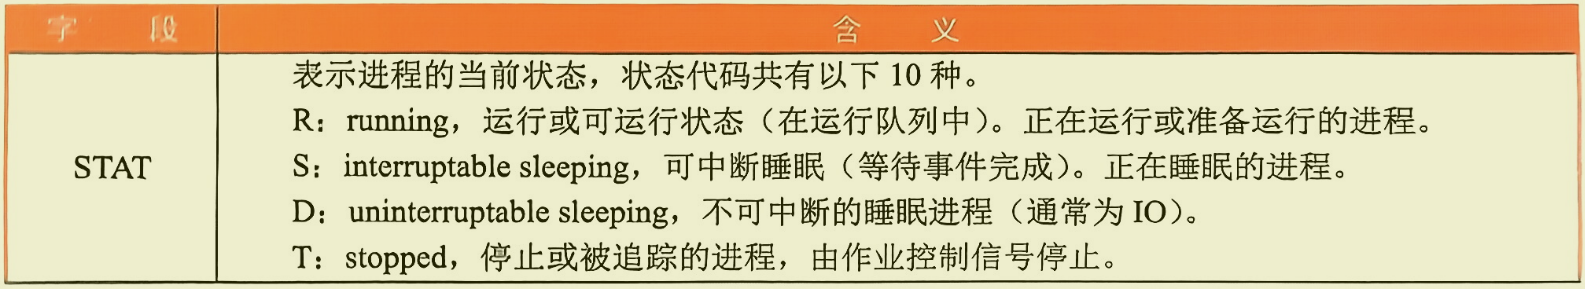 字 段 含 义
表示进程的当前状态，状态代码共有以下 10 种。
R：running，运行或可运行状态（在运行队列中）。正在运行或准备运行的进程。
STAT S：interruptable sleeping，可中断睡眠（等待事件完成）。正在睡眠的进程。
D：uninterruptable sleeping，不可中断的睡眠进程（通常为 IO）。
T：stopped，停止或被追踪的进程，由作业控制信号停止。